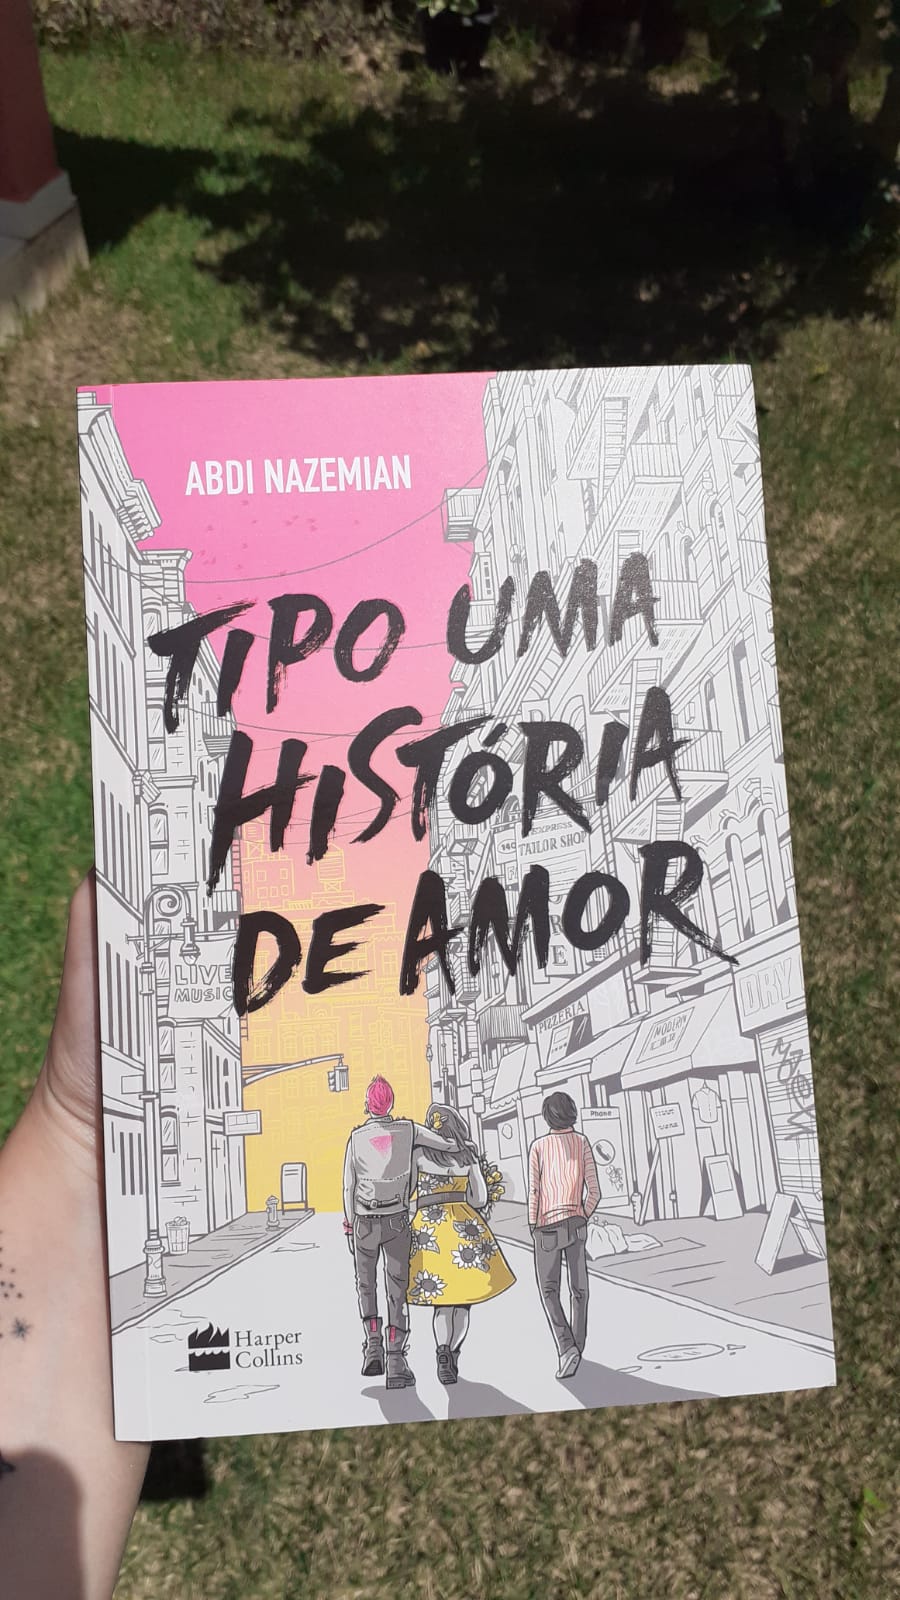 ABDI NAZEMIAN
TIPO UMA
HISTÓRIA
DE AMOR
EXPRESS
TAILOR SHOP
LIVE
MUSIC
PIZZERIA
MODERN
DRY
Phone
Harper
Collins